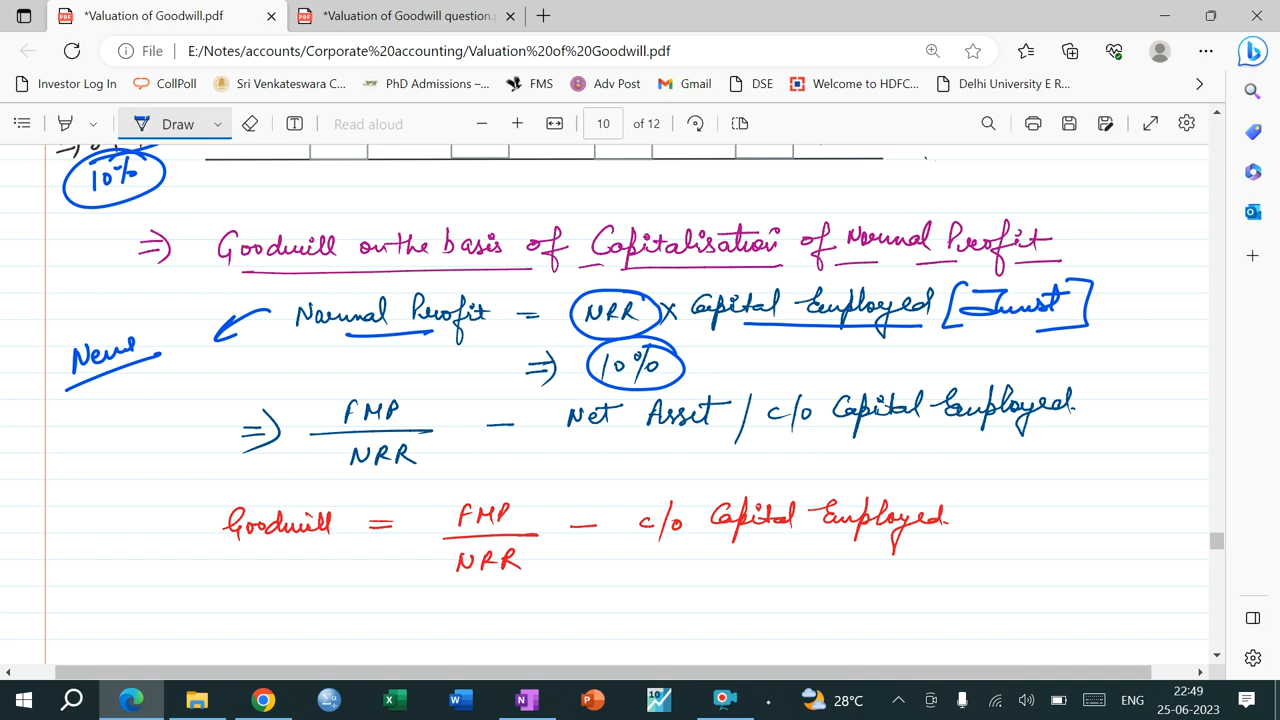 *Valuation of Goodwill.pdf
*Valuation of Goodwill question.
File E:/Notes/accounts/Corporate%20accounting/Valuation%20of%20Goodwill.pdf
Investor Log In CollPoll Sri Venkateswara C... PhD Admissions –... FMS Adv Post Gmail DSE Welcome to HDFC... Delhi University E R...
Draw Read aloud 10 of 12
10%
⇒ Goodwill on the basis of Capitalisation of Normal Profit
Normal Profit = NRR × Capital Employed
⇒ 10%
⇒ FMP / NRR – Net Asset / c/o Capital Employed.
Goodwill = FMP / NRR – c/o Capital Employed.
28°C ENG 22:49
25-06-2023